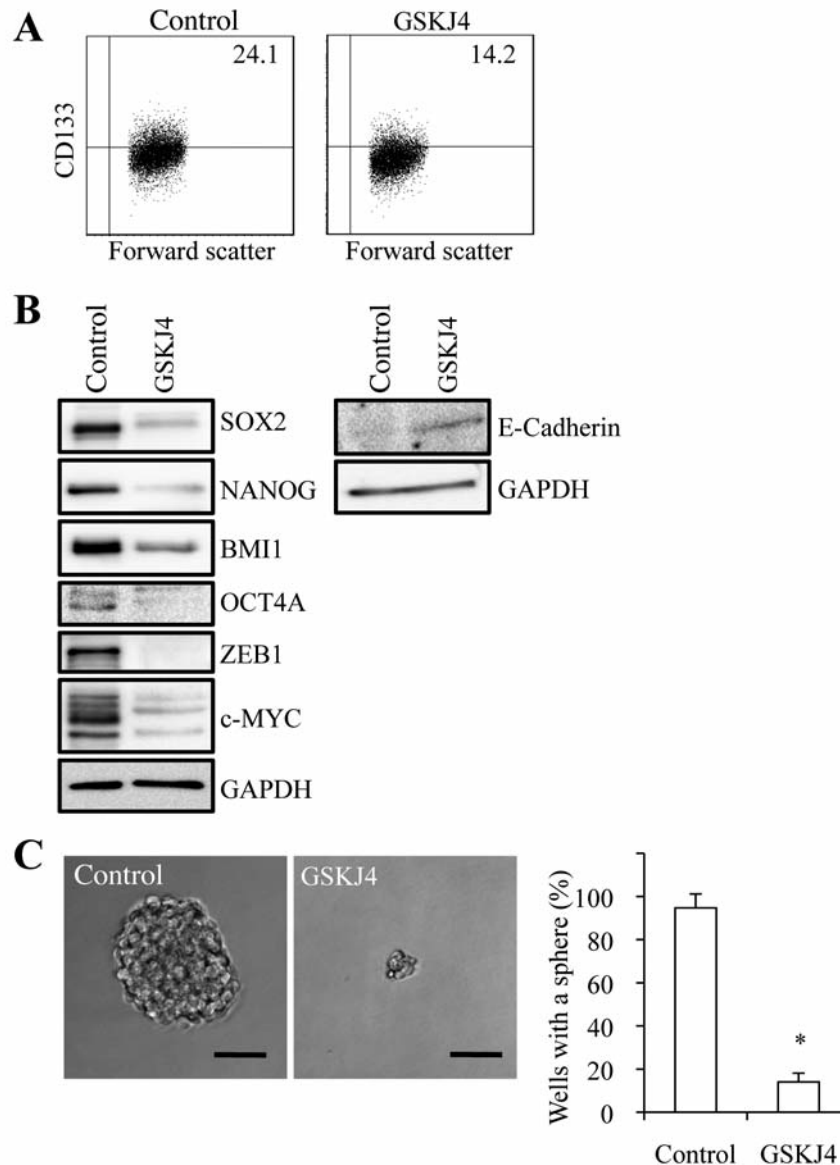 A
Control
GSKJ4
24.1
14.2
CD133
Forward scatter
Forward scatter
B
Control
GSKJ4
Control
GSKJ4
SOX2
NANOG
BMI1
OCT4A
ZEB1
c-MYC
GAPDH
E-Cadherin
GAPDH
C
Control
GSKJ4
Wells with a sphere (%)
100
80
60
40
20
0
*
Control
GSKJ4